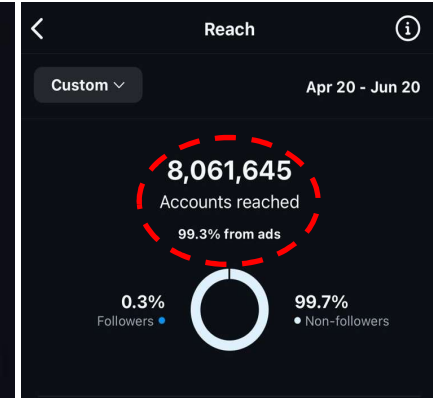 Reach
Custom
Apr 20 - Jun 20
8,061,645
Accounts reached
99.3% from ads
0.3%
Followers
99.7%
Non-followers